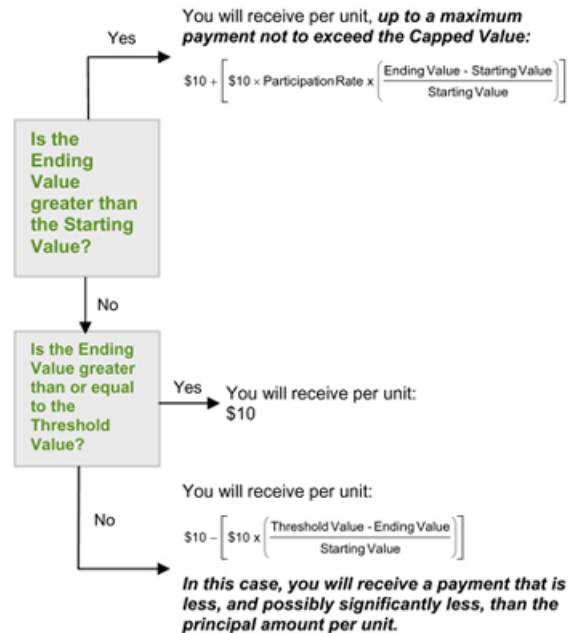 Yes
You will receive per unit, up to a maximum
payment not to exceed the Capped Value:
$10 + [$10 × Participation Rate x (Ending Value - Starting Value / Starting Value)]
Is the
Ending
Value
greater than
the Starting
Value?
No
Is the Ending
Value greater
than or equal
to the
Threshold
Value?
Yes
You will receive per unit:
$10
No
You will receive per unit:
$10 – [$10 x (Threshold Value - Ending Value / Starting Value)]
In this case, you will receive a payment that is
less, and possibly significantly less, than the
principal amount per unit.